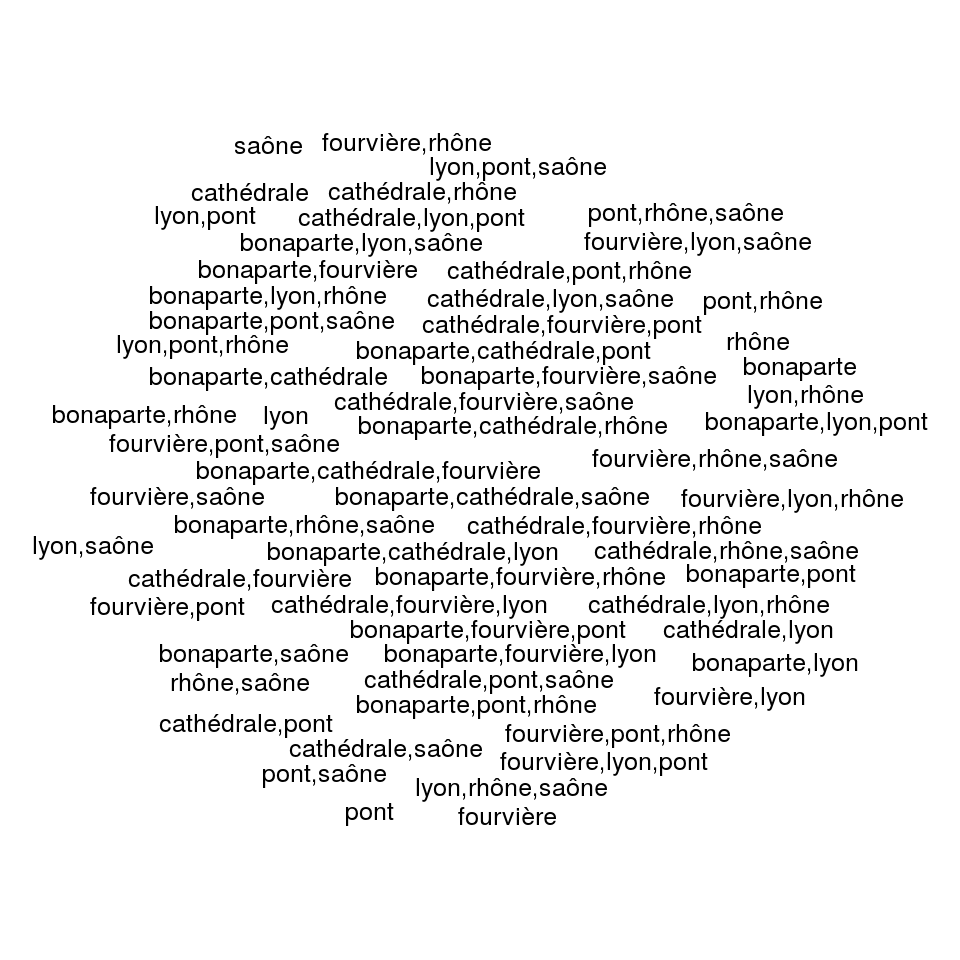 saône
fourvière,rhône
lyon,pont,saône
cathédrale
cathédrale,rhône
lyon,pont
cathédrale,lyon,pont
pont,rhône,saône
bonaparte,lyon,saône
fourvière,lyon,saône
bonaparte,fourvière
cathédrale,pont,rhône
bonaparte,lyon,rhône
cathédrale,lyon,saône
pont,rhône
bonaparte,pont,saône
cathédrale,fourvière,pont
lyon,pont,rhône
bonaparte,cathédrale,pont
rhône
bonaparte,cathédrale
bonaparte,fourvière,saône
bonaparte
cathédrale,fourvière,saône
lyon,rhône
bonaparte,rhône
lyon
bonaparte,cathédrale,rhône
bonaparte,lyon,pont
fourvière,pont,saône
fourvière,rhône,saône
bonaparte,cathédrale,fourvière
fourvière,saône
bonaparte,cathédrale,saône
fourvière,lyon,rhône
bonaparte,rhône,saône
cathédrale,fourvière,rhône
lyon,saône
bonaparte,cathédrale,lyon
cathédrale,rhône,saône
cathédrale,fourvière
bonaparte,fourvière,rhône
bonaparte,pont
fourvière,pont
cathédrale,fourvière,lyon
cathédrale,lyon,rhône
bonaparte,fourvière,pont
cathédrale,lyon
bonaparte,saône
bonaparte,fourvière,lyon
bonaparte,lyon
rhône,saône
cathédrale,pont,saône
fourvière,lyon
bonaparte,pont,rhône
cathédrale,pont
fourvière,pont,rhône
cathédrale,saône
fourvière,lyon,pont
pont,saône
lyon,rhône,saône
pont
fourvière